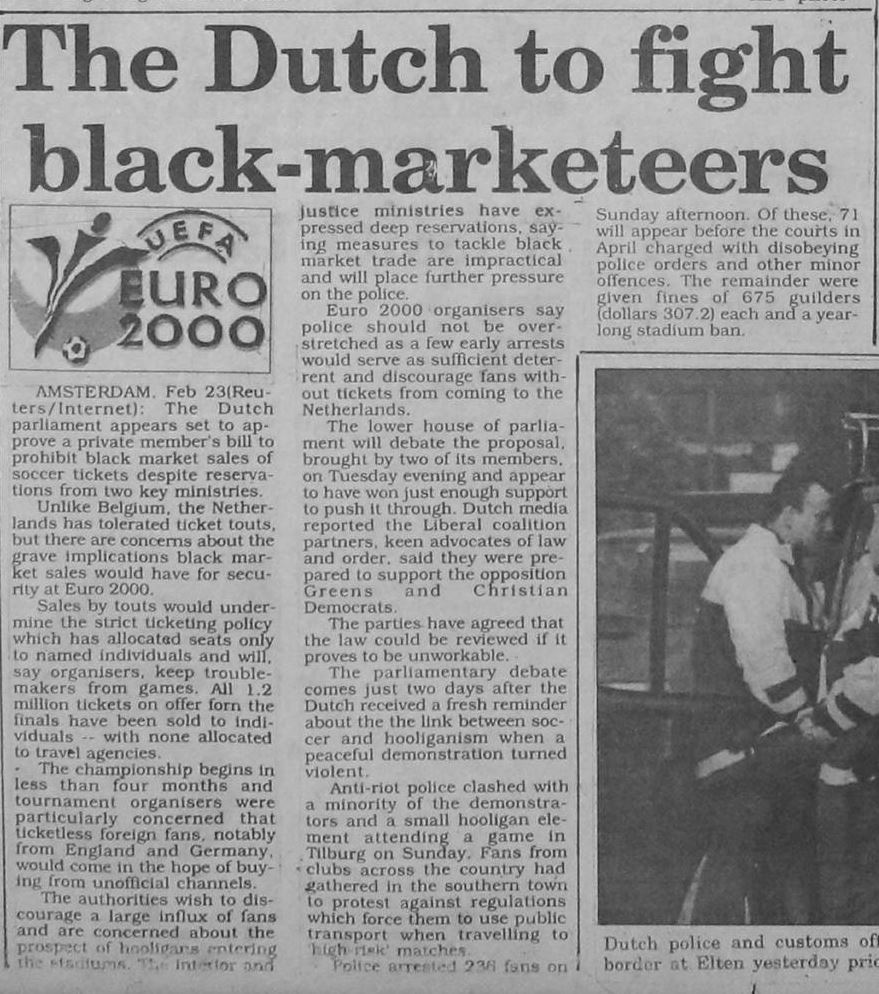 The Dutch to fight
black-marketeers
UEFA
EURO
2000
AMSTERDAM, Feb 23(Reu-
ters/Internet): The Dutch
parliament appears set to ap-
prove a private member's bill to
prohibit black market sales of
soccer tickets despite reserva-
tions from two key ministries.
Unlike Belgium, the Nether-
lands has tolerated ticket touts,
but there are concerns about the
grave implications black mar-
ket sales would have for secu-
rity at Euro 2000.
Sales by touts would under-
mine the strict ticketing policy
which has allocated seats only
to named individuals and will,
say organisers, keep trouble-
makers from games. All 1.2
million tickets on offer forn the
finals have been sold to indi-
viduals -- with none allocated
to travel agencies.
The championship begins in
less than four months and
tournament organisers were
particularly concerned that
ticketless foreign fans, notably
from England and Germany,
would come in the hope of buy-
ing from unofficial channels.
The authorities wish to dis-
courage a large influx of fans
and are concerned about the
prospect of hooligans entering
the stadiums. The Interior and
justice ministries have ex-
pressed deep reservations, say-
ing measures to tackle black
market trade are impractical
and will place further pressure
on the police.
Euro 2000 organisers say
police should not be over-
stretched as a few early arrests
would serve as sufficient deter-
rent and discourage fans with-
out tickets from coming to the
Netherlands.
The lower house of parlia-
ment will debate the proposal,
brought by two of its members,
on Tuesday evening and appear
to have won just enough support
to push it through. Dutch media
reported the Liberal coalition
partners, keen advocates of law
and order, said they were pre-
pared to support the opposition
Greens and Christian
Democrats.
The parties have agreed that
the law could be reviewed if it
proves to be unworkable.
The parliamentary debate
comes just two days after the
Dutch received a fresh reminder
about the the link between soc-
cer and hooliganism when a
peaceful demonstration turned
violent.
Anti-riot police clashed with
a minority of the demonstra-
tors and a small hooligan ele-
ment attending a game in
Tilburg on Sunday. Fans from
clubs across the country had
gathered in the southern town
to protest against regulations
which force them to use public
transport when travelling to
'high risk' matches.
Police arrested 236 fans on
Sunday afternoon. Of these, 71
will appear before the courts in
April charged with disobeying
police orders and other minor
offences. The remainder were
given fines of 675 guilders
(dollars 307.2) each and a year-
long stadium ban.
Dutch police and customs off
border at Elten yesterday prio